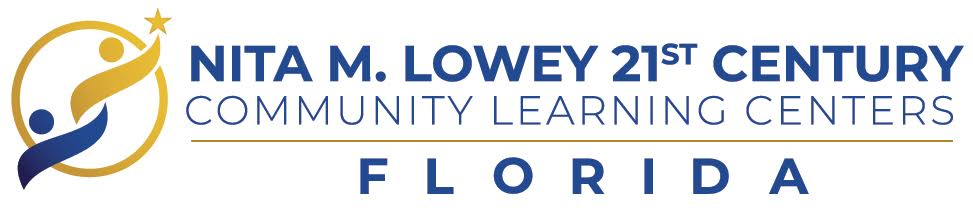 NITA M. LOWEY 21ST CENTURY
COMMUNITY LEARNING CENTERS
FLORIDA